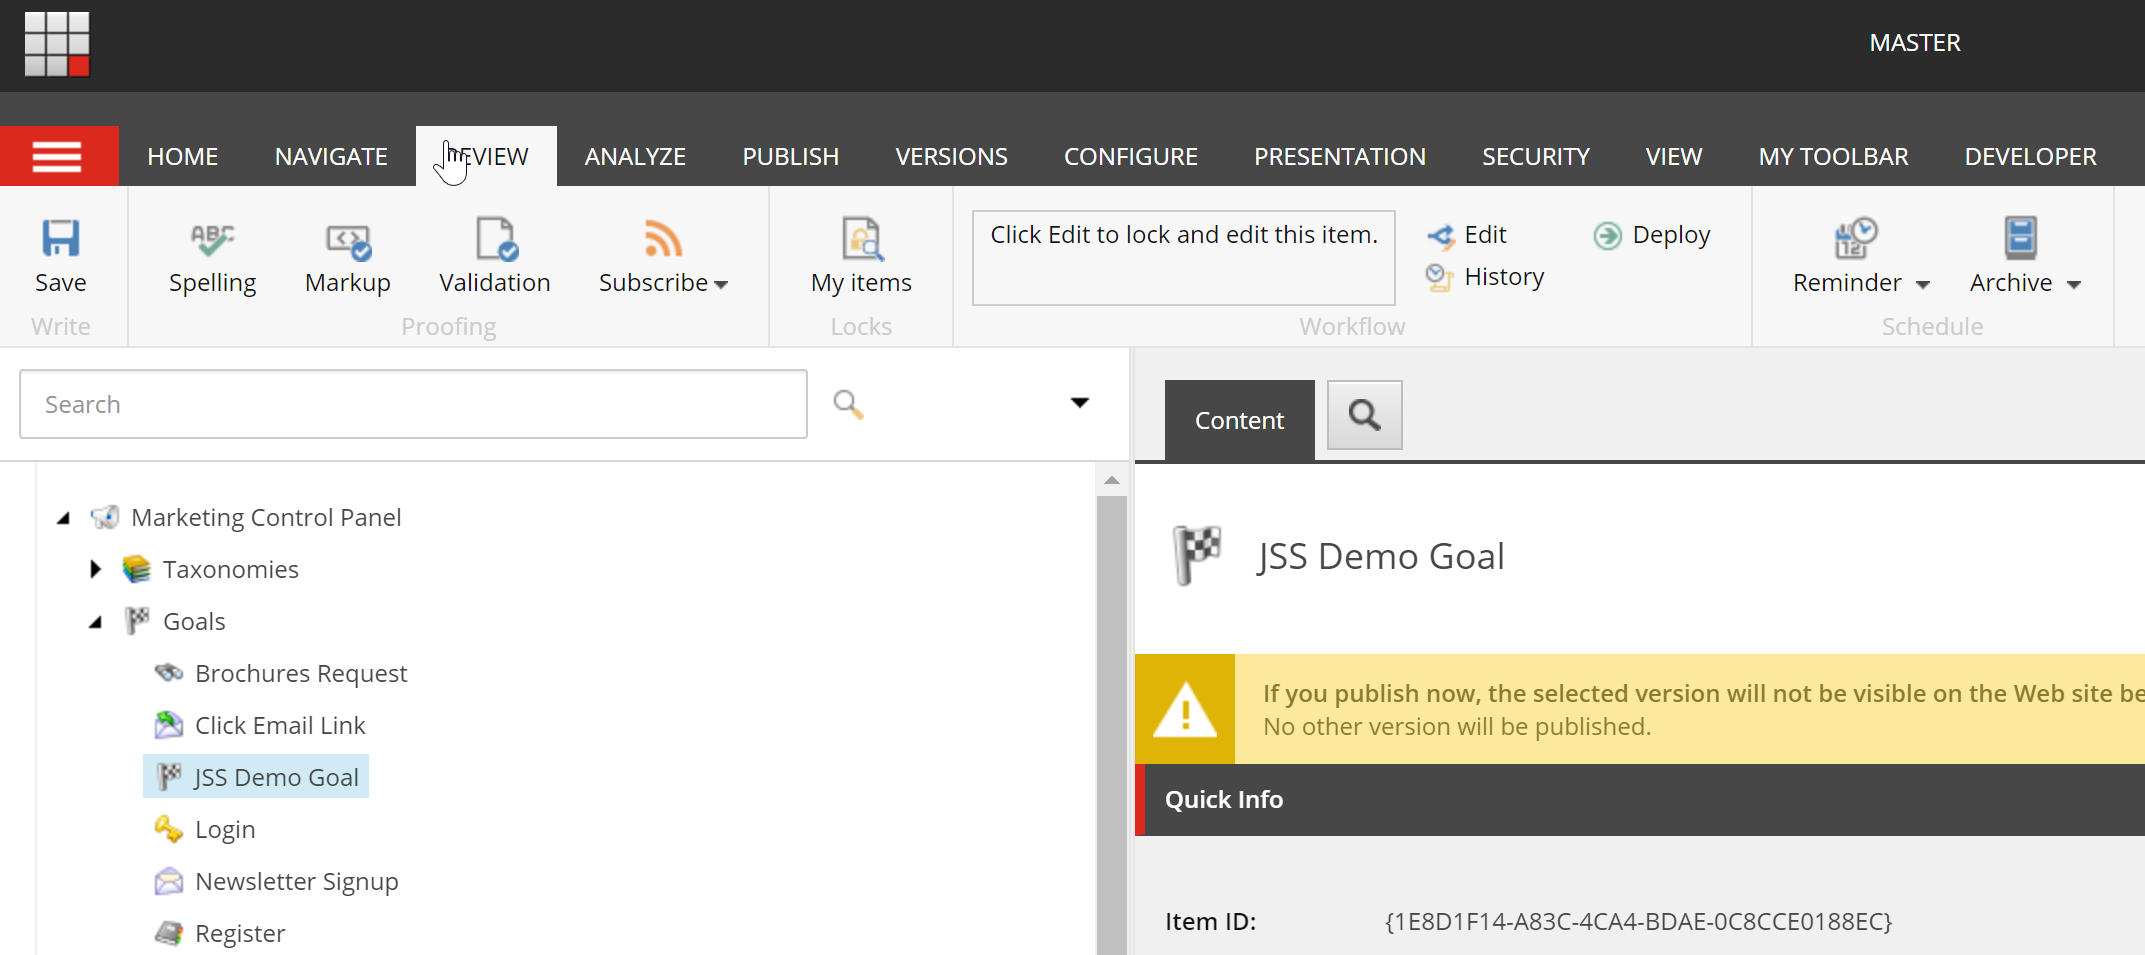 MASTER
HOME NAVIGATE REVIEW ANALYZE PUBLISH VERSIONS CONFIGURE PRESENTATION SECURITY VIEW MY TOOLBAR DEVELOPER
ABC
12
Click Edit to lock and edit this item.
Edit
Deploy
History
Save
Spelling
Markup
Validation
Subscribe
My items
Reminder
Archive
Write
Proofing
Locks
Workflow
Schedule
Search
Content
Marketing Control Panel
Taxonomies
Goals
Brochures Request
Click Email Link
JSS Demo Goal
Login
Newsletter Signup
Register
JSS Demo Goal
If you publish now, the selected version will not be visible on the Web site be
No other version will be published.
Quick Info
Item ID: {1E8D1F14-A83C-4CA4-BDAE-0C8CCE0188EC}